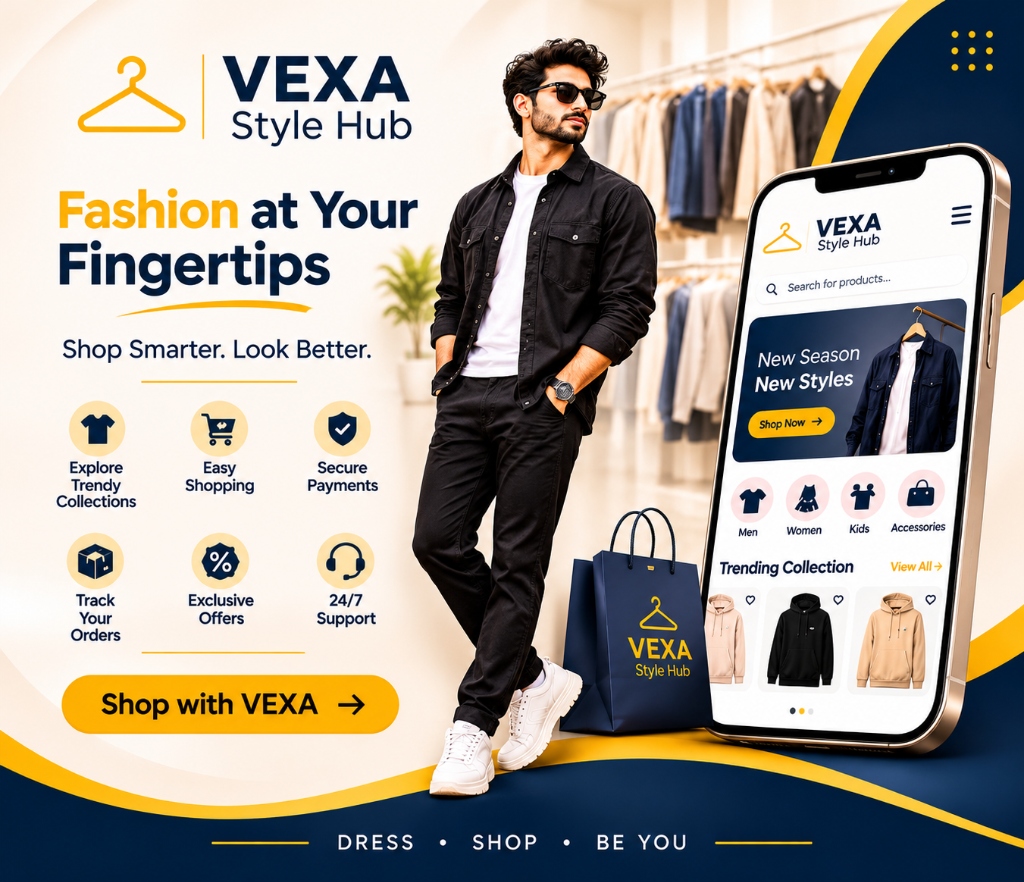 VEXA
Style Hub
Fashion at Your
Fingertips
Shop Smarter. Look Better.
Explore
Trendy
Collections
Easy
Shopping
Secure
Payments
Track
Your
Orders
Exclusive
Offers
24/7
Support
Shop with VEXA →
VEXA
Style Hub
VEXA
Style Hub
Search for products...
New Season
New Styles
Shop Now →
Men
Women
Kids
Accessories
Trending Collection
View All→
DRESS • SHOP • BE YOU